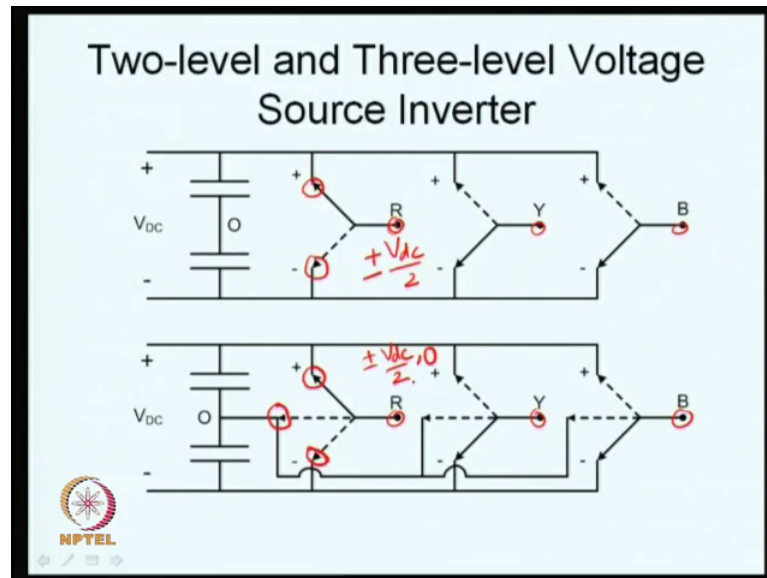 Two-level and Three-level Voltage
Source Inverter
+ + + +
R Y B
VDC O
± Vdc/2
- - - -
+ + ± Vdc/2, 0 + +
R Y B
VDC O
- - - -
NPTEL